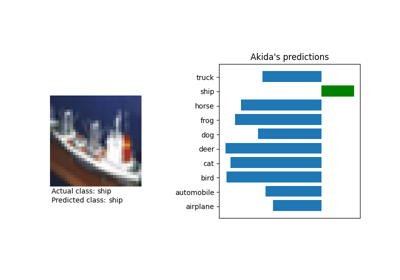 Akida's predictions
truck
ship
horse
frog
dog
deer
cat
bird
automobile
airplane
Actual class: ship
Predicted class: ship